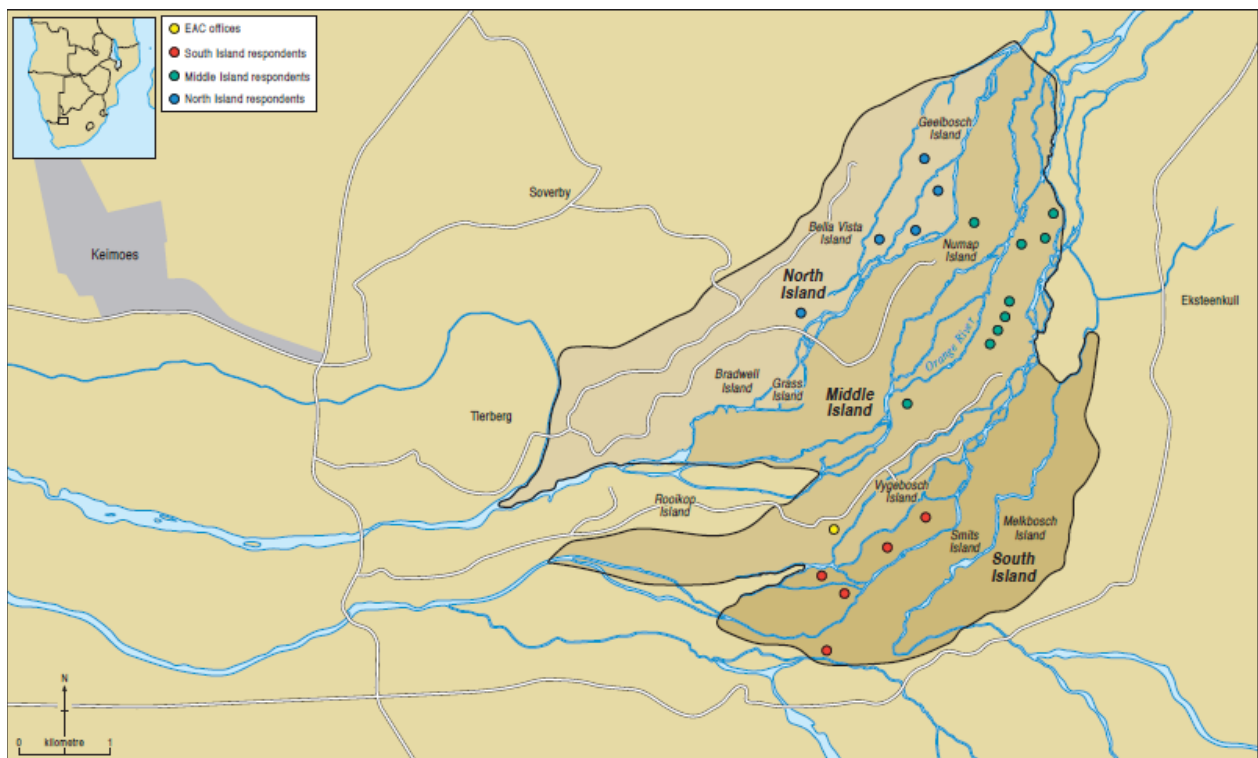 EAC offices
South Island respondents
Middle Island respondents
North Island respondents
Geelbosch
Island
Soverby
Bella Vista
Island
Numap
Island
Keimoes
North
Island
Eksteenkuil
Orange River
Bradwell
Island
Grass
Island
Middle
Island
Tierberg
Vygebosch
Island
Rooikop
Island
Melkbosch
Island
Smits
Island
South
Island
N
0 kilometre 1